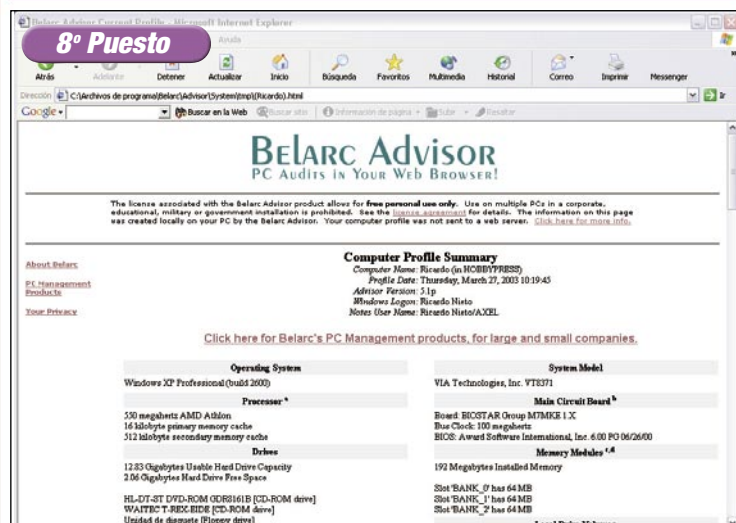 Belarc Advisor Current Profile - Microsoft Internet Explorer
8º Puesto
Ayuda
Atrás Adelante Detener Actualizar Inicio Búsqueda Favoritos Multimedia Historial Correo Imprimir Messenger
Dirección C:\Archivos de programa\Belarc\Advisor\System\tmp\(Ricardo).html Ir
Google Buscar en la Web Buscar sitio Información de página Subir Resaltar
BELARC ADVISOR
PC AUDITS IN YOUR WEB BROWSER!
The license associated with the Belarc Advisor product allows for free personal use only. Use on multiple PCs in a corporate,
educational, military or government installation is prohibited. See the license agreement for details. The information on this page
was created locally on your PC by the Belarc Advisor. Your computer profile was not sent to a web server. Click here for more info.
About Belarc
PC Management
Products
Your Privacy
Computer Profile Summary
Computer Name: Ricardo (in HOBBYPRESS)
Profile Date: Thursday, March 27, 2003 10:19:45
Advisor Version: 5.1p
Windows Logon: Ricardo Nieto
Notes User Name: Ricardo Nieto/AXEL
Click here for Belarc's PC Management products, for large and small companies.
Operating System
Windows XP Professional (build 2600)
Processor a
550 megahertz AMD Athlon
16 kilobyte primary memory cache
512 kilobyte secondary memory cache
Drives
12.83 Gigabytes Usable Hard Drive Capacity
2.06 Gigabytes Hard Drive Free Space
HL-DT-ST DVD-ROM GDR8161B [CD-ROM drive]
WAITEC T-REX-EIDE [CD-ROM drive]
Unidad de disquete [Floppy drive]
System Model
VIA Technologies, Inc. VT8371
Main Circuit Board b
Board: BIOSTAR Group M7MKE 1.X
Bus Clock: 100 megahertz
BIOS: Award Software International, Inc. 6.00 PG 06/26/00
Memory Modules c,d
192 Megabytes Installed Memory
Slot 'BANK_0' has 64 MB
Slot 'BANK_1' has 64 MB
Slot 'BANK_2' has 64 MB